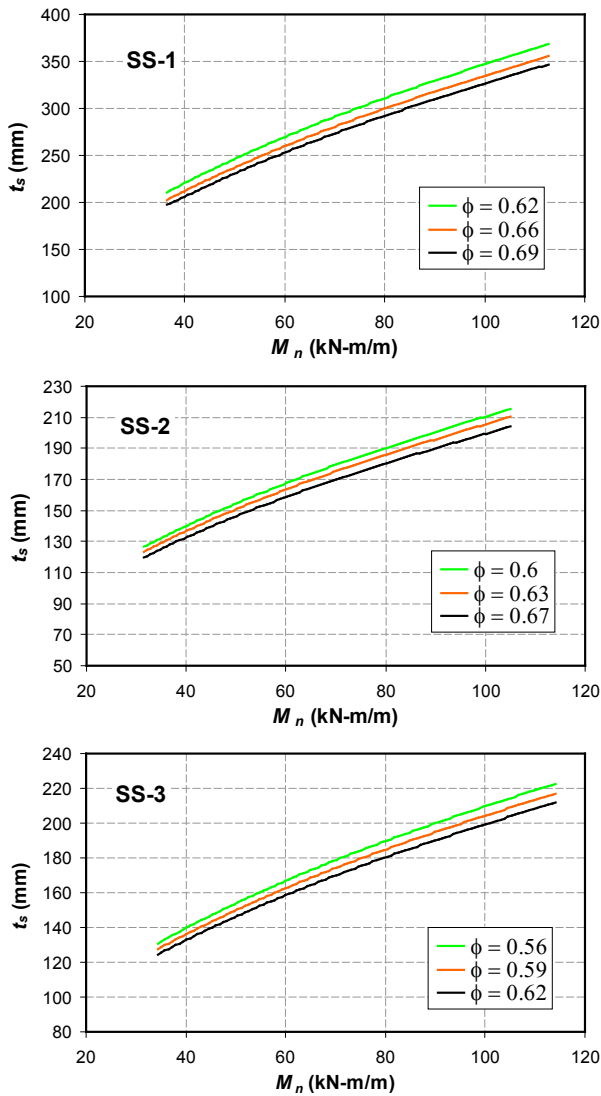 400
SS-1
350
300
250
200
150
100
t_s (mm)
ϕ = 0.62
ϕ = 0.66
ϕ = 0.69
20 40 60 80 100 120
M_n (kN-m/m)
230
SS-2
210
190
170
150
130
110
90
70
50
t_s (mm)
ϕ = 0.6
ϕ = 0.63
ϕ = 0.67
20 40 60 80 100 120
M_n (kN-m/m)
240
SS-3
220
200
180
160
140
120
100
80
t_s (mm)
ϕ = 0.56
ϕ = 0.59
ϕ = 0.62
20 40 60 80 100 120
M_n (kN-m/m)